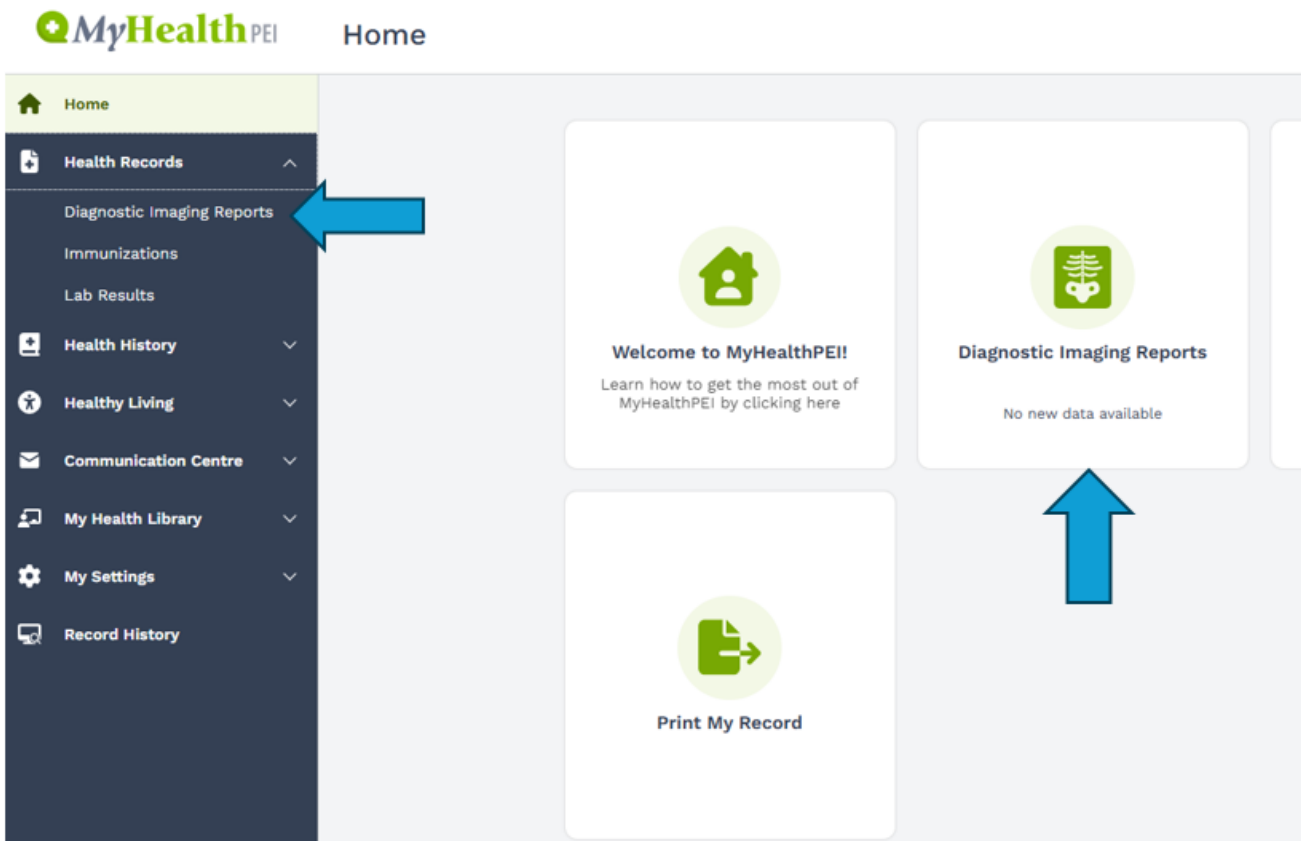 MyHealth PEI
Home
Home
Health Records
Diagnostic Imaging Reports
Immunizations
Lab Results
Health History
Healthy Living
Communication Centre
My Health Library
My Settings
Record History
Welcome to MyHealthPEI!
Learn how to get the most out of
MyHealthPEI by clicking here
Diagnostic Imaging Reports
No new data available
Print My Record